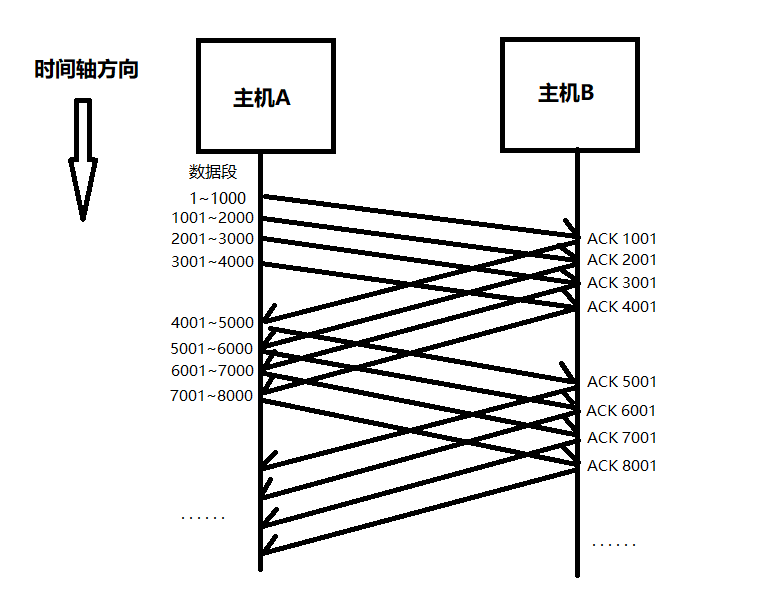 时间轴方向
主机A
主机B
数据段
1~1000
1001~2000
2001~3000
3001~4000
ACK 1001
ACK 2001
ACK 3001
ACK 4001
4001~5000
5001~6000
6001~7000
7001~8000
ACK 5001
ACK 6001
ACK 7001
ACK 8001
......
......